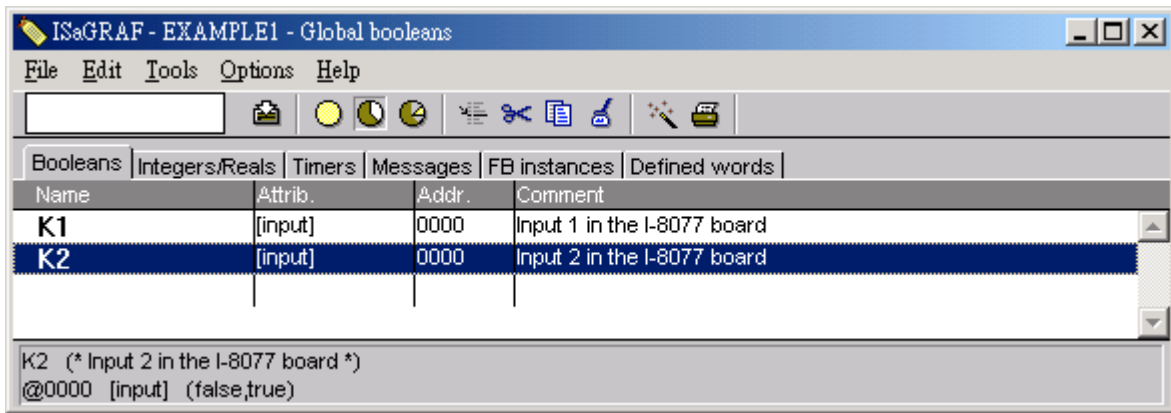 ISaGRAF - EXAMPLE1 - Global booleans
File Edit Tools Options Help
Booleans Integers/Reals Timers Messages FB instances Defined words
Name Attrib. Addr. Comment
K1 [input] 0000 Input 1 in the I-8077 board
K2 [input] 0000 Input 2 in the I-8077 board
K2 (* Input 2 in the I-8077 board *)
@0000 [input] (false,true)